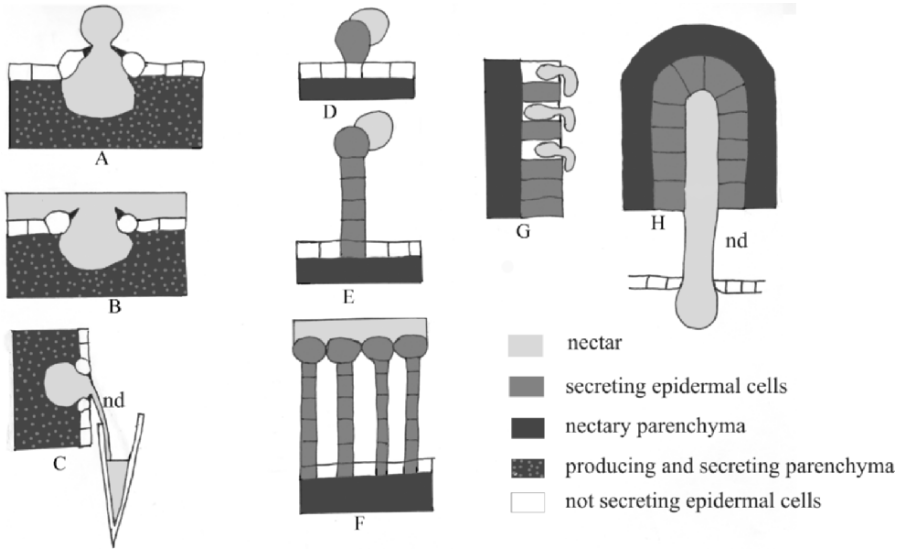 A
B
C
nd
D
E
F
G
H
nd
nectar
secreting epidermal cells
nectary parenchyma
producing and secreting parenchyma
not secreting epidermal cells